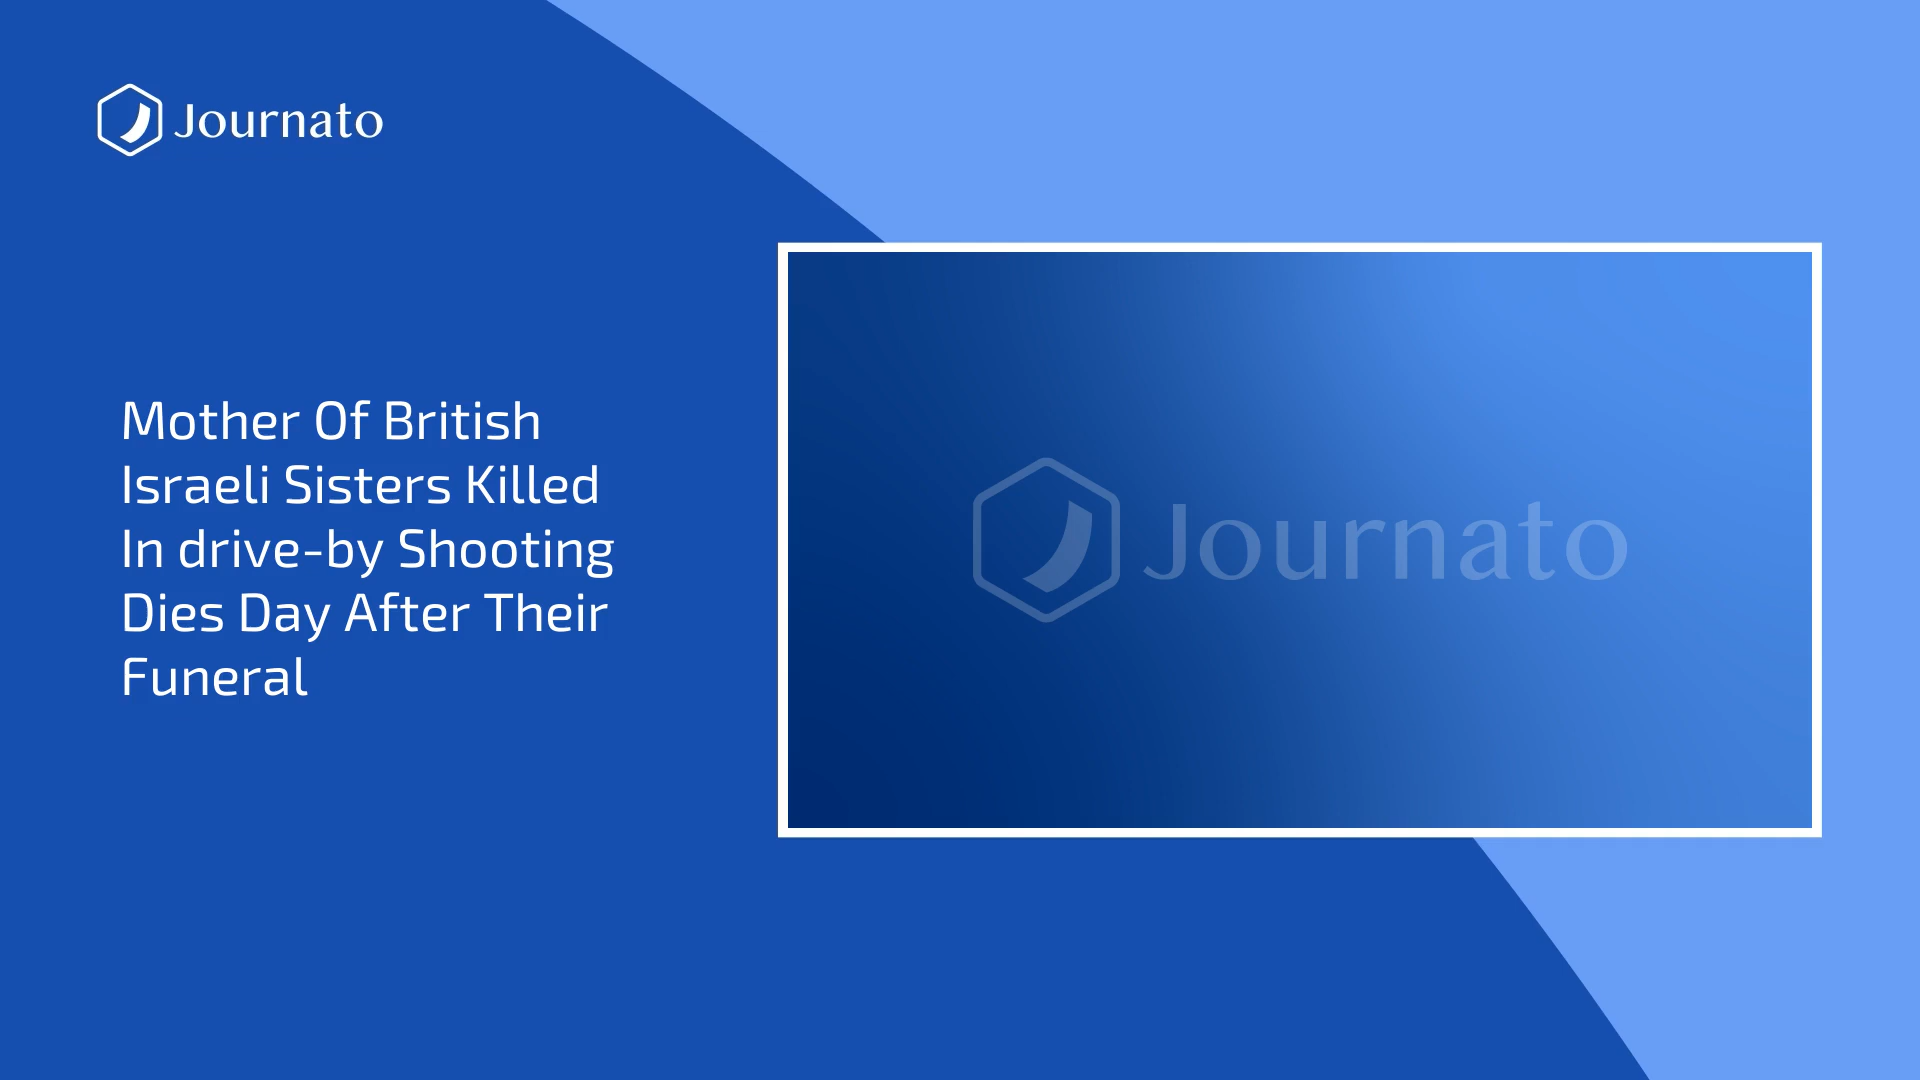 Journato
Mother Of British
Israeli Sisters Killed
In drive-by Shooting
Dies Day After Their
Funeral
Journato